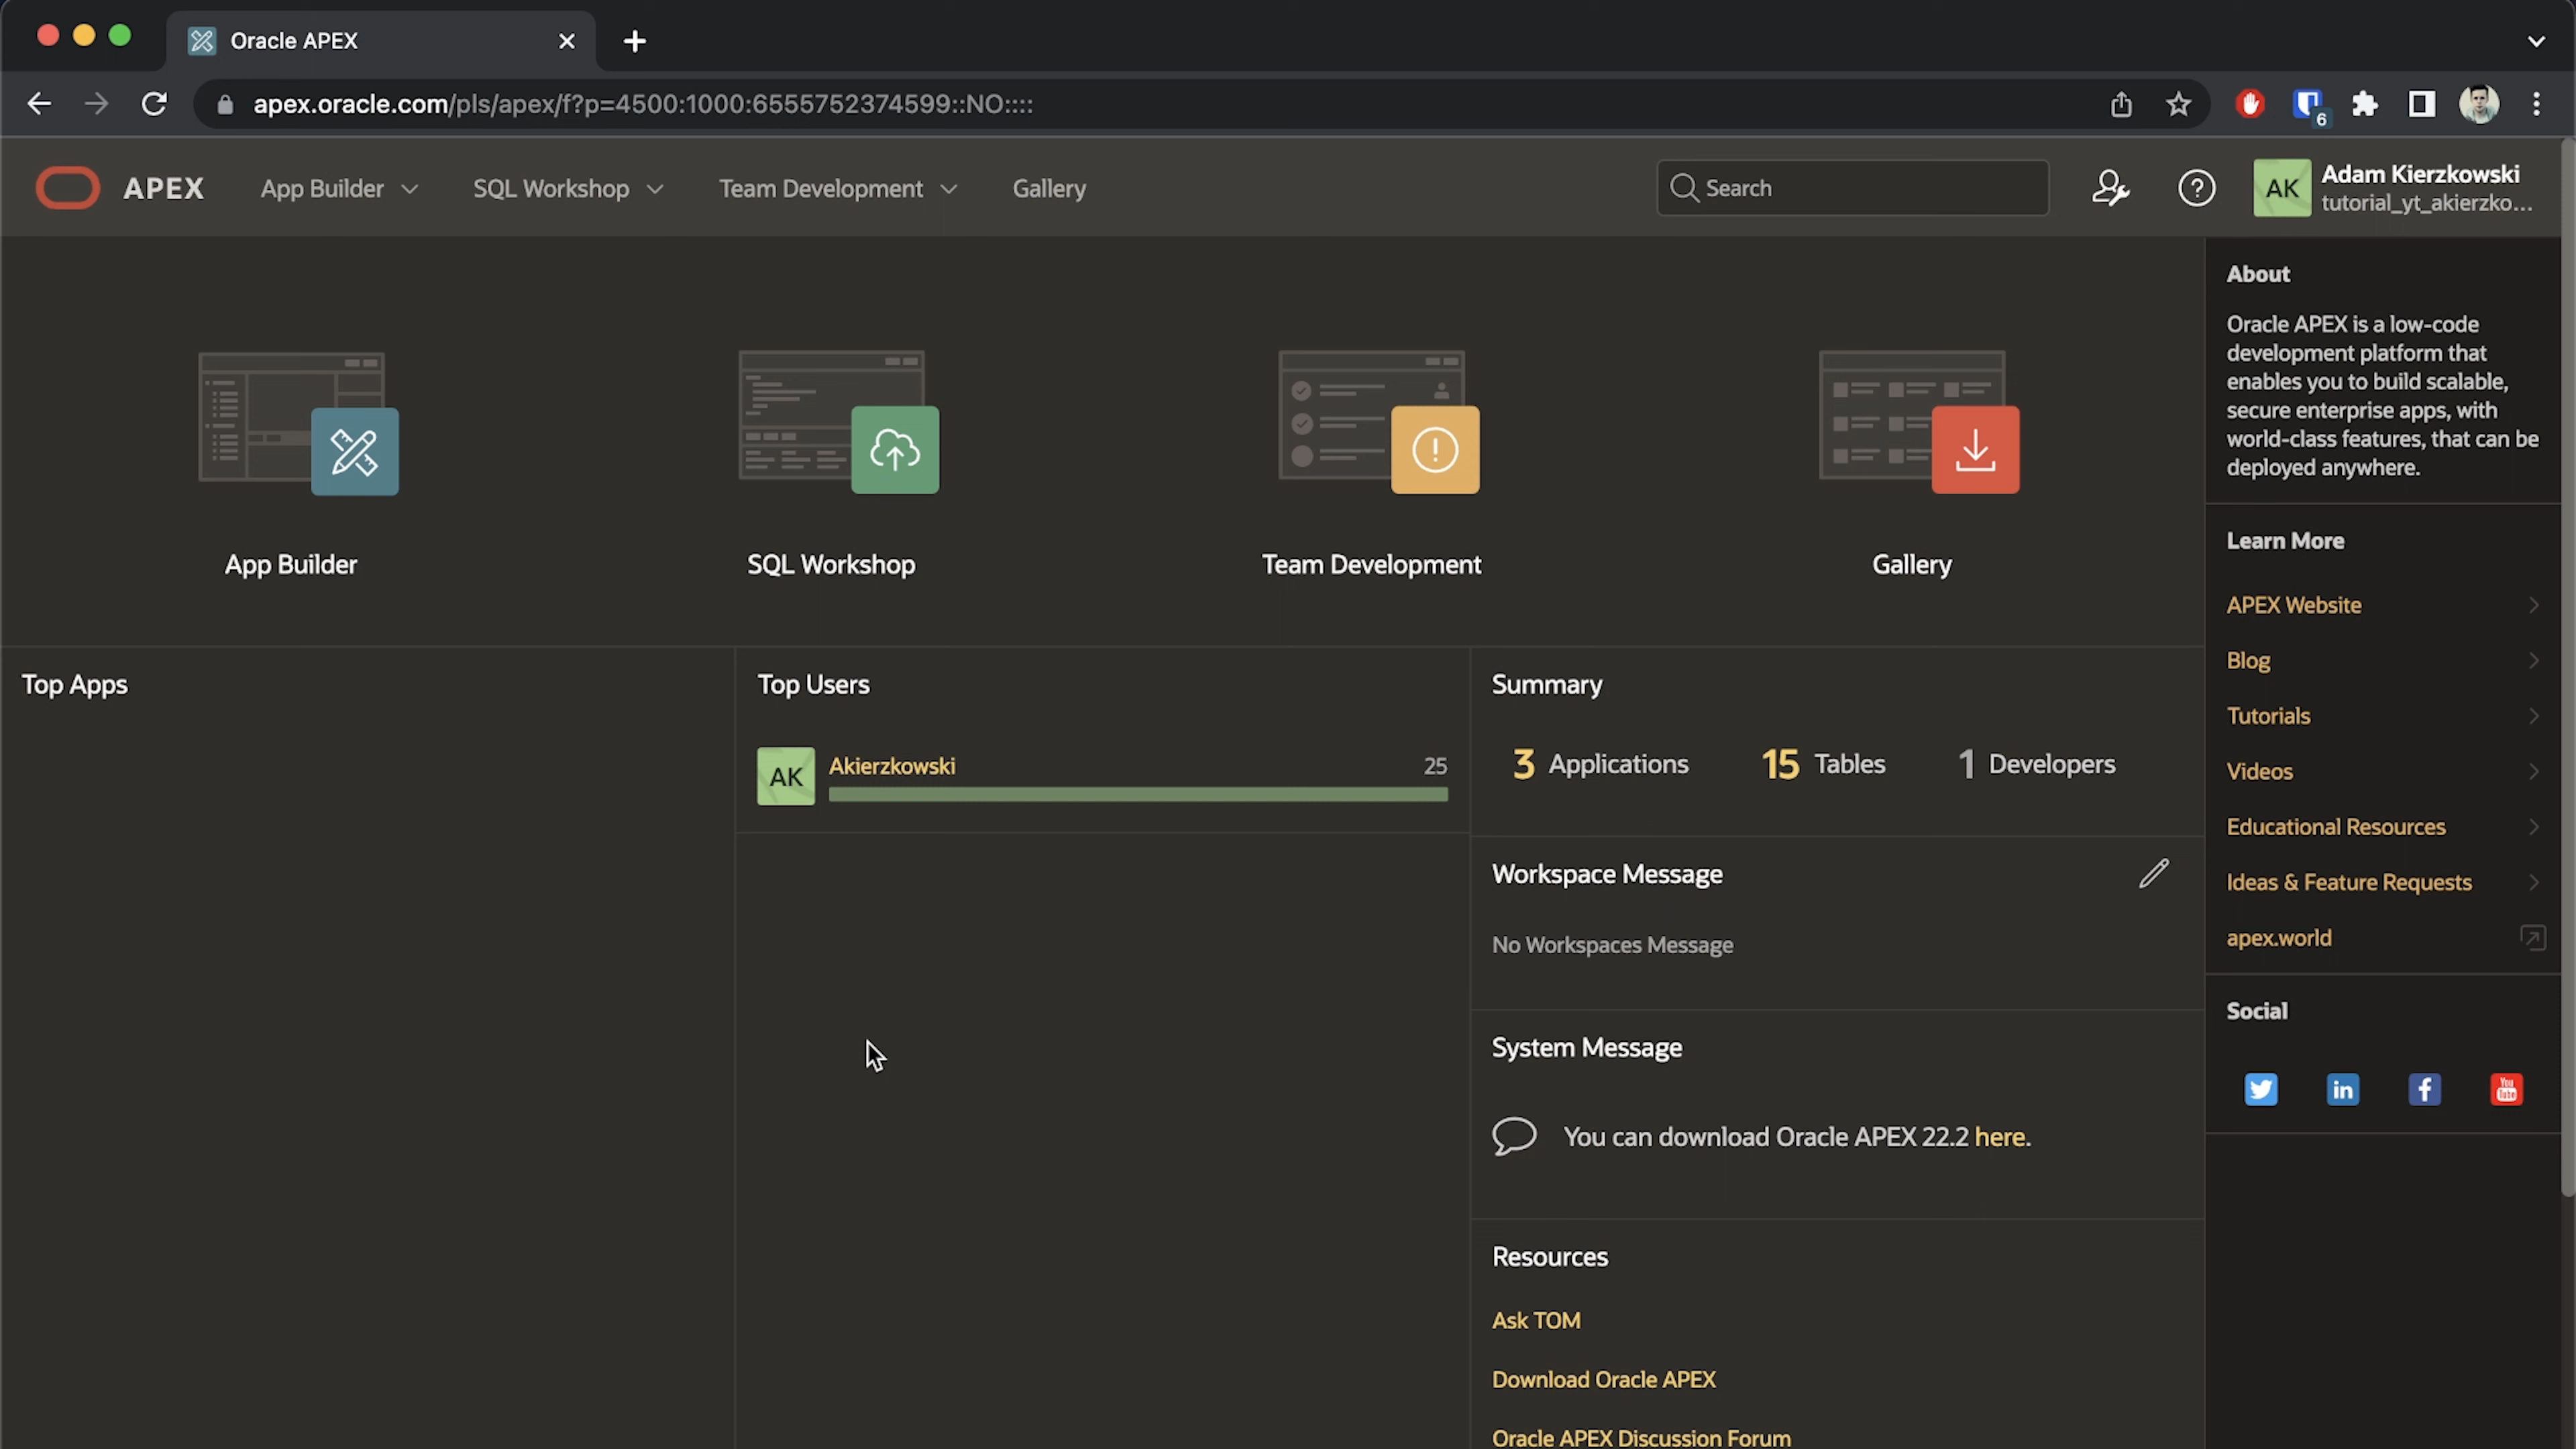 Oracle APEX
apex.oracle.com/pls/apex/f?p=4500:1000:6555752374599::NO::::
6
APEX
App Builder
SQL Workshop
Team Development
Gallery
Search
AK
Adam Kierzkowski
tutorial_yt_akierzko...
App Builder
SQL Workshop
Team Development
Gallery
Top Apps
Top Users
AK
Akierzkowski
25
Summary
3 Applications
15 Tables
1 Developers
Workspace Message
No Workspaces Message
System Message
You can download Oracle APEX 22.2 here.
Resources
Ask TOM
Download Oracle APEX
Oracle APEX Discussion Forum
About
Oracle APEX is a low-code
development platform that
enables you to build scalable,
secure enterprise apps, with
world-class features, that can be
deployed anywhere.
Learn More
APEX Website
Blog
Tutorials
Videos
Educational Resources
Ideas & Feature Requests
apex.world
Social
in
f
You
Tube